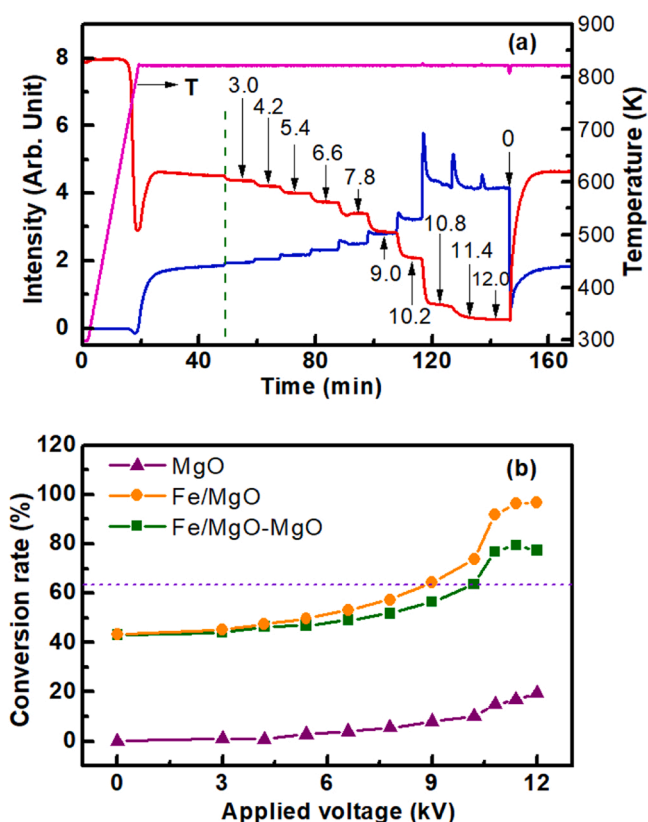 (a)
8
6
4
2
0
Intensity (Arb. Unit)
900
800
700
600
500
400
300
Temperature (K)
T
3.0
4.2
5.4
6.6
7.8
9.0
10.2
10.8
11.4
12.0
0
0 40 80 120 160
Time (min)
(b)
120
100
80
60
40
20
0
Conversion rate (%)
MgO
Fe/MgO
Fe/MgO-MgO
0 3 6 9 12
Applied voltage (kV)